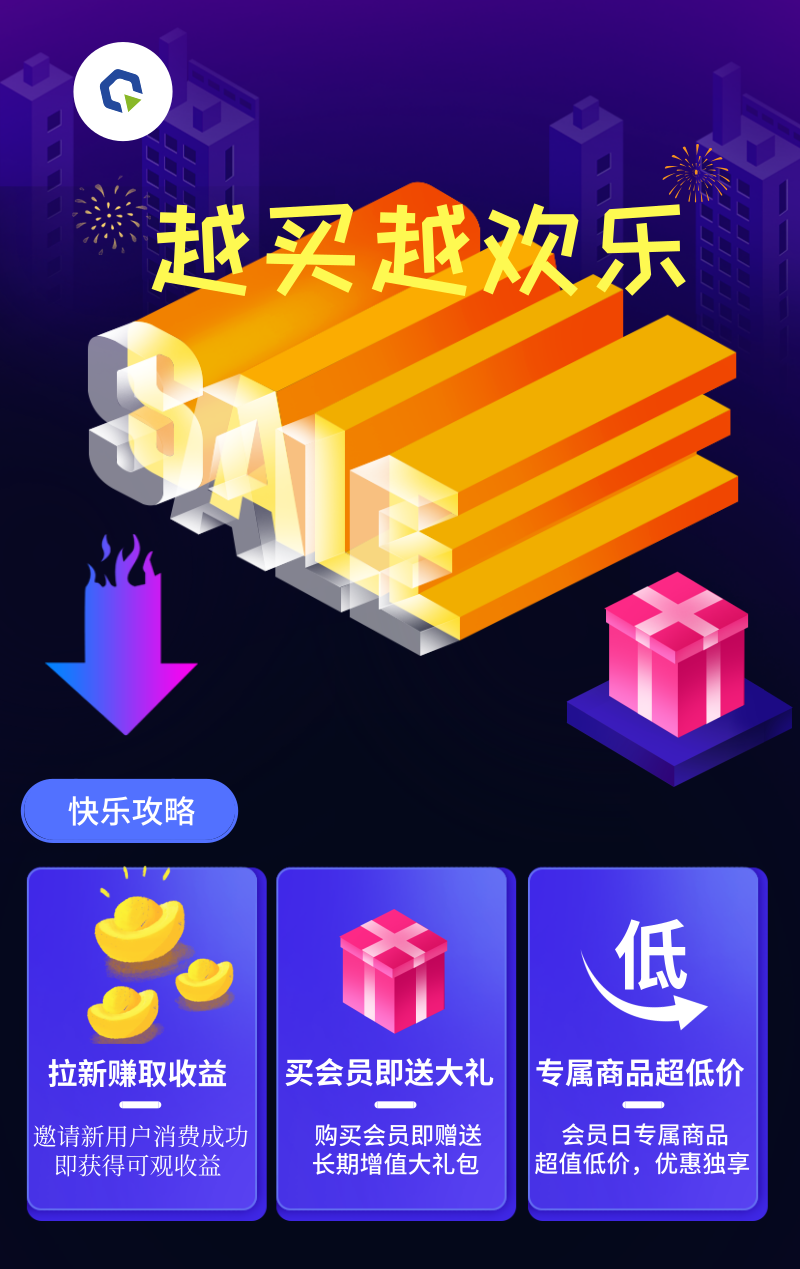 越买越欢乐
SALE
快乐攻略
低
拉新赚取收益
买会员即送大礼
专属商品超低价
邀请新用户消费成功
即获得可观收益
购买会员即赠送
长期增值大礼包
会员日专属商品
超值低价，优惠独享